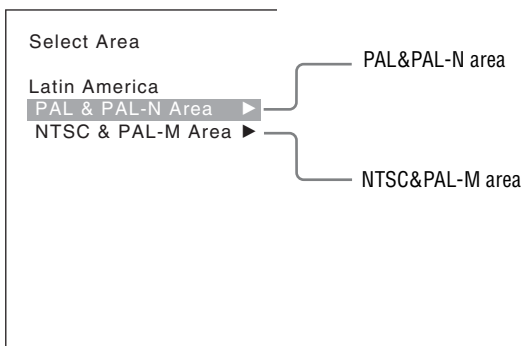 Select Area
Latin America
PAL & PAL-N Area ►
NTSC & PAL-M Area ►
PAL&PAL-N area
NTSC&PAL-M area